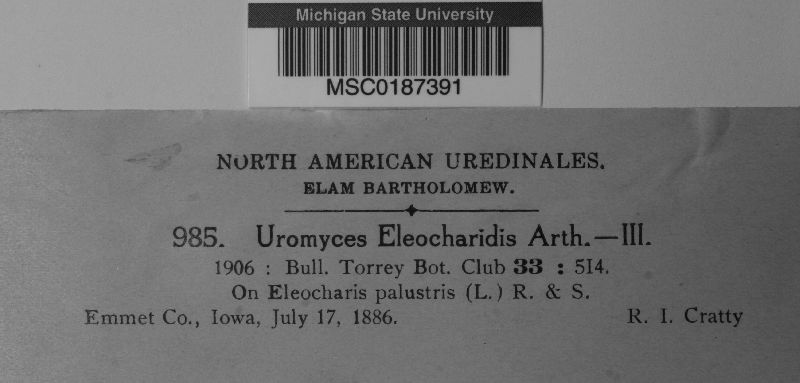 Michigan State University
MSC0187391
NORTH AMERICAN UREDINALES.
ELAM BARTHOLOMEW.
985. Uromyces Eleocharidis Arth.—III.
1906 : Bull. Torrey Bot. Club 33 : 514.
On Eleocharis palustris (L.) R. & S.
Emmet Co., Iowa, July 17, 1886. R. I. Cratty